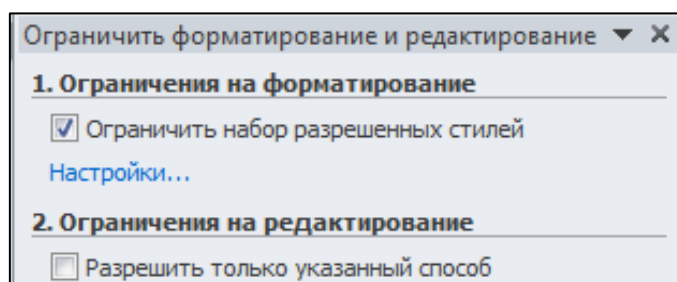 Ограничить форматирование и редактирование
1. Ограничения на форматирование
Ограничить набор разрешенных стилей
Настройки...
2. Ограничения на редактирование
Разрешить только указанный способ